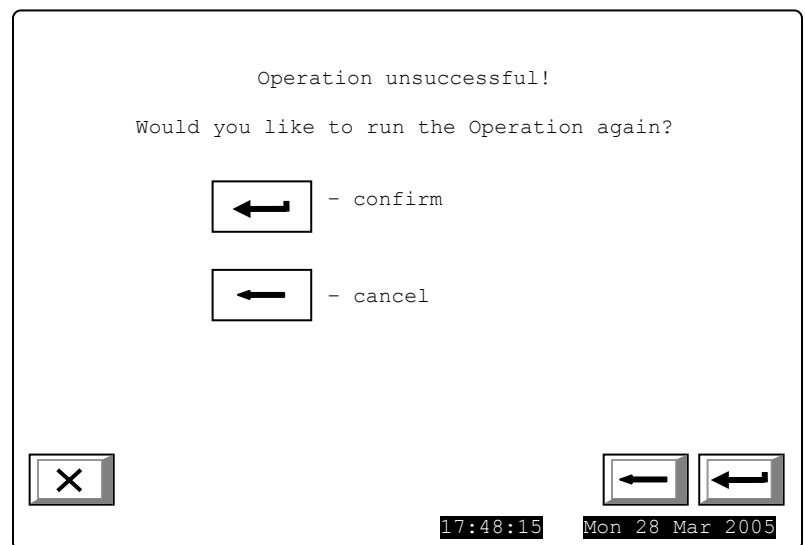 Operation unsuccessful!
Would you like to run the Operation again?
- confirm
- cancel
17:48:15 Mon 28 Mar 2005